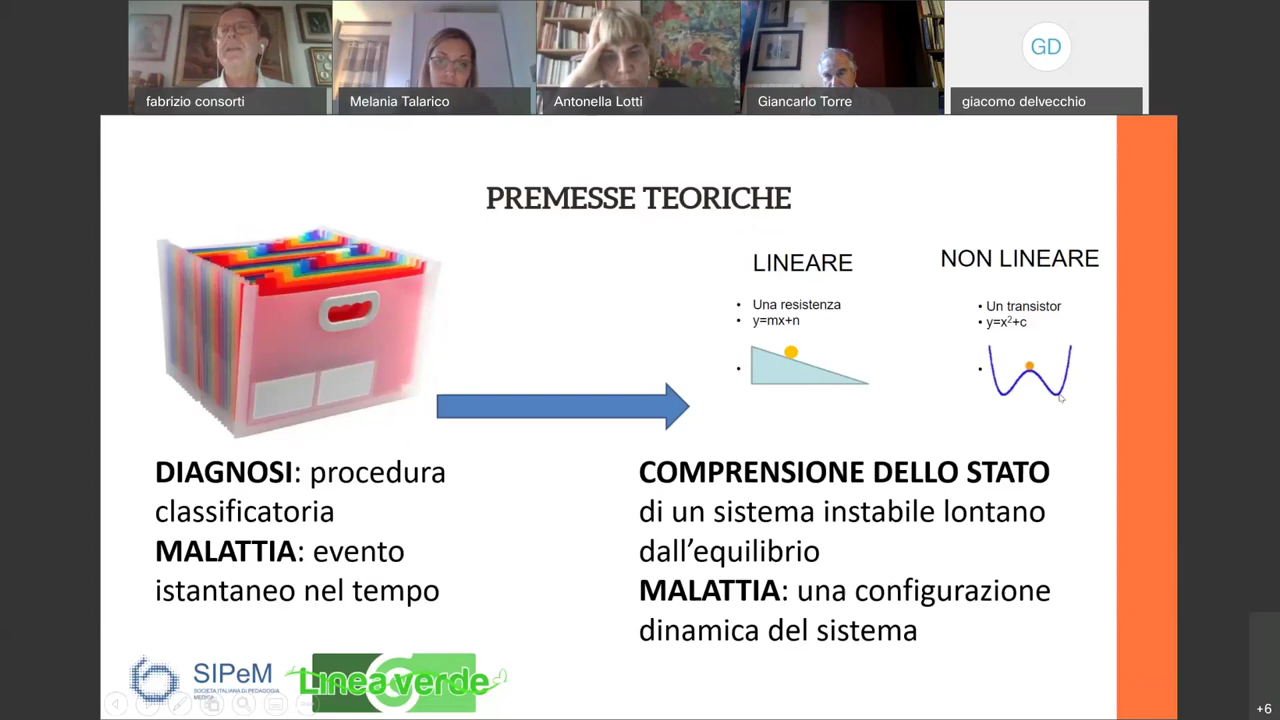 fabrizio consorti
Melania Talarico
Antonella Lotti
Giancarlo Torre
GD
giacomo delvecchio
PREMESSE TEORICHE
LINEARE
• Una resistenza
• y=mx+n
•
NON LINEARE
• Un transistor
• y=x²+c
•
DIAGNOSI: procedura
classificatoria
MALATTIA: evento
istantaneo nel tempo
COMPRENSIONE DELLO STATO
di un sistema instabile lontano
dall’equilibrio
MALATTIA: una configurazione
dinamica del sistema
SIPeM
SOCIETÀ ITALIANA DI PEDAGOGIA
MEDICA
Linea verde
+6